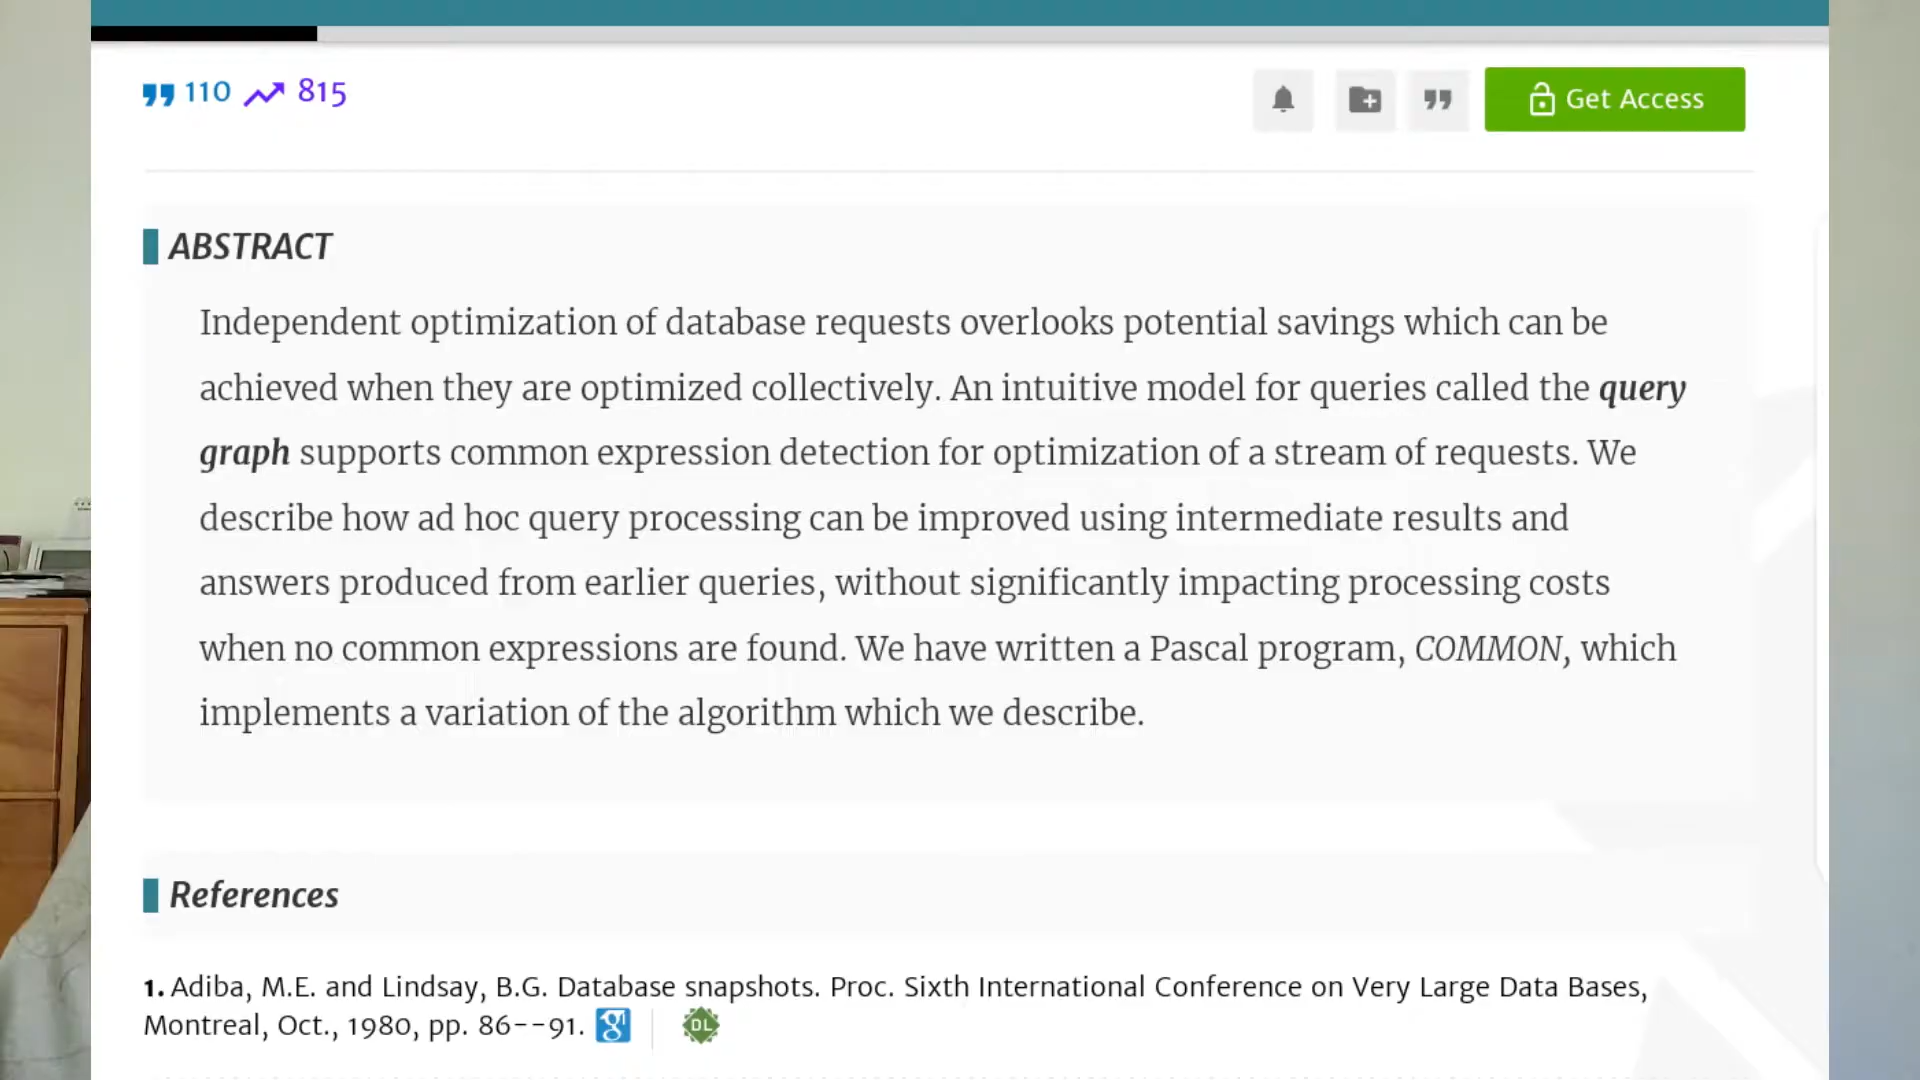 110 815
Get Access
ABSTRACT
Independent optimization of database requests overlooks potential savings which can be
achieved when they are optimized collectively. An intuitive model for queries called the query
graph supports common expression detection for optimization of a stream of requests. We
describe how ad hoc query processing can be improved using intermediate results and
answers produced from earlier queries, without significantly impacting processing costs
when no common expressions are found. We have written a Pascal program, COMMON, which
implements a variation of the algorithm which we describe.
References
1. Adiba, M.E. and Lindsay, B.G. Database snapshots. Proc. Sixth International Conference on Very Large Data Bases,
Montreal, Oct., 1980, pp. 86--91. g DL